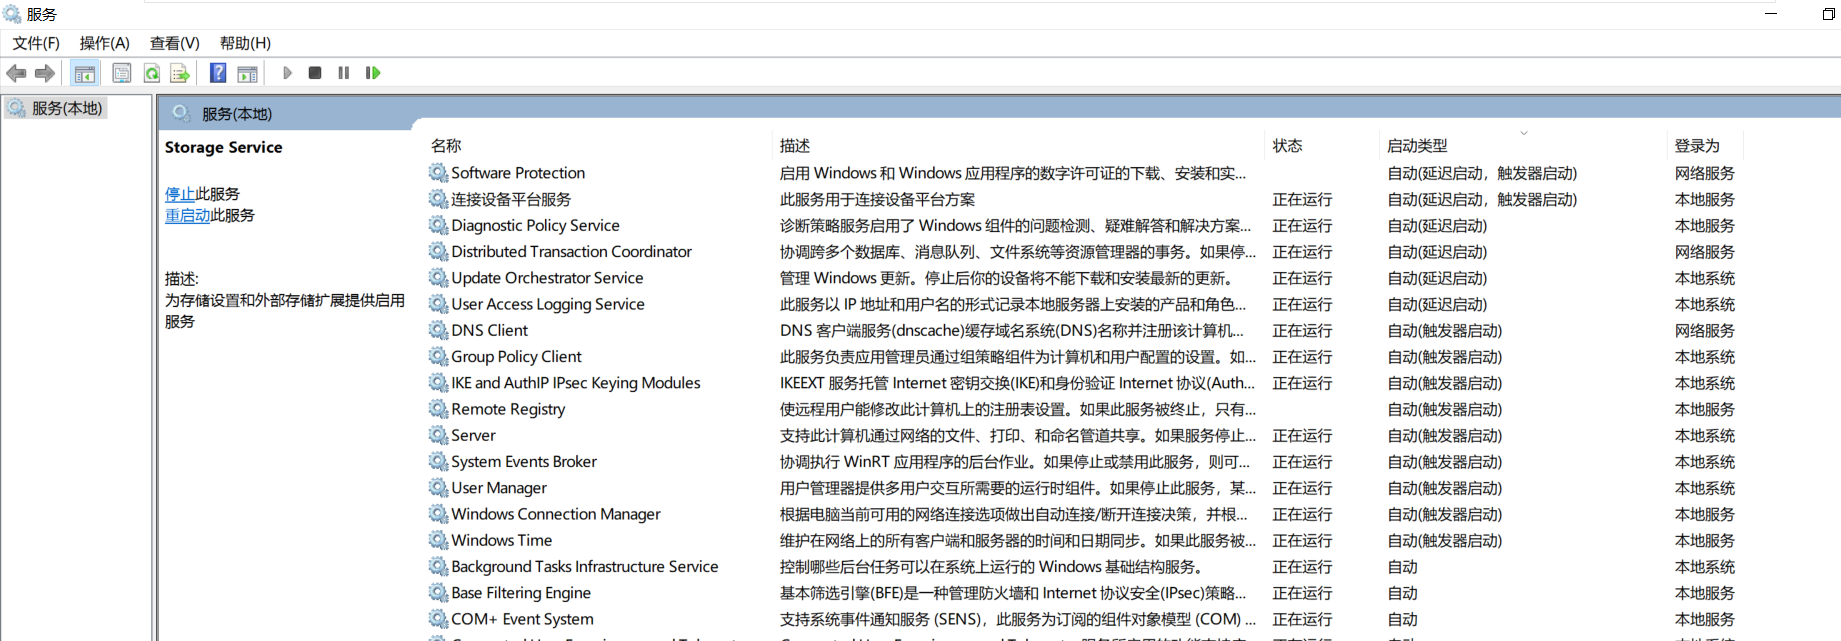 服务
文件(F) 操作(A) 查看(V) 帮助(H)
服务(本地)
服务(本地)
Storage Service
停止此服务
重启动此服务
描述:
为存储设置和外部存储扩展提供启用
服务
名称 描述 状态 启动类型 登录为
Software Protection 启用 Windows 和 Windows 应用程序的数字许可证的下载、安装和实... 自动(延迟启动，触发器启动) 网络服务
连接设备平台服务 此服务用于连接设备平台方案 正在运行 自动(延迟启动，触发器启动) 本地服务
Diagnostic Policy Service 诊断策略服务启用了 Windows 组件的问题检测、疑难解答和解决方案... 正在运行 自动(延迟启动) 本地服务
Distributed Transaction Coordinator 协调跨多个数据库、消息队列、文件系统等资源管理器的事务。如果停... 正在运行 自动(延迟启动) 网络服务
Update Orchestrator Service 管理 Windows 更新。停止后你的设备将不能下载和安装最新的更新。 正在运行 自动(延迟启动) 本地系统
User Access Logging Service 此服务以 IP 地址和用户名的形式记录本地服务器上安装的产品和角色... 正在运行 自动(延迟启动) 本地系统
DNS Client DNS 客户端服务(dnscache)缓存域名系统(DNS)名称并注册该计算机... 正在运行 自动(触发器启动) 网络服务
Group Policy Client 此服务负责应用管理员通过组策略组件为计算机和用户配置的设置。如... 正在运行 自动(触发器启动) 本地系统
IKE and AuthIP IPsec Keying Modules IKEEXT 服务托管 Internet 密钥交换(IKE)和身份验证 Internet 协议(Auth... 正在运行 自动(触发器启动) 本地系统
Remote Registry 使远程用户能修改此计算机上的注册表设置。如果此服务被终止，只有... 自动(触发器启动) 本地服务
Server 支持此计算机通过网络的文件、打印、和命名管道共享。如果服务停止... 正在运行 自动(触发器启动) 本地系统
System Events Broker 协调执行 WinRT 应用程序的后台作业。如果停止或禁用此服务，则可... 正在运行 自动(触发器启动) 本地系统
User Manager 用户管理器提供多用户交互所需要的运行时组件。如果停止此服务，某... 正在运行 自动(触发器启动) 本地系统
Windows Connection Manager 根据电脑当前可用的网络连接选项做出自动连接/断开连接决策，并根... 正在运行 自动(触发器启动) 本地服务
Windows Time 维护在网络上的所有客户端和服务器的时间和日期同步。如果此服务被... 正在运行 自动(触发器启动) 本地服务
Background Tasks Infrastructure Service 控制哪些后台任务可以在系统上运行的 Windows 基础结构服务。 正在运行 自动 本地系统
Base Filtering Engine 基本筛选引擎(BFE)是一种管理防火墙和 Internet 协议安全(IPsec)策略... 正在运行 自动 本地服务
COM+ Event System 支持系统事件通知服务 (SENS)，此服务为订阅的组件对象模型 (COM) ... 正在运行 自动 本地服务